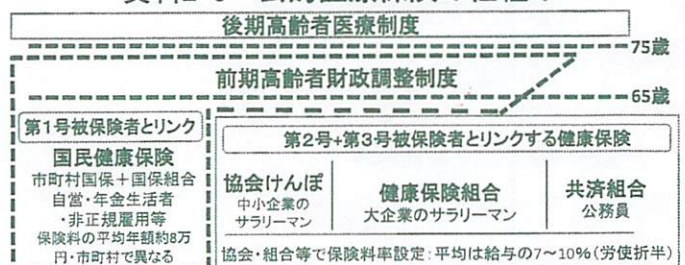 後期高齢者医療制度
75歳
前期高齢者財政調整制度
65歳
第1号被保険者とリンク
国民健康保険
市町村国保+国保組合
自営・年金生活者
・非正規雇用等
保険料の平均年額約8万
円・市町村で異なる
第2号+第3号被保険者とリンクする健康保険
協会けんぽ
中小企業の
サラリーマン
健康保険組合
大企業のサラリーマン
共済組合
公務員
協会・組合等で保険料率設定:平均は給与の7~10%(労使折半)